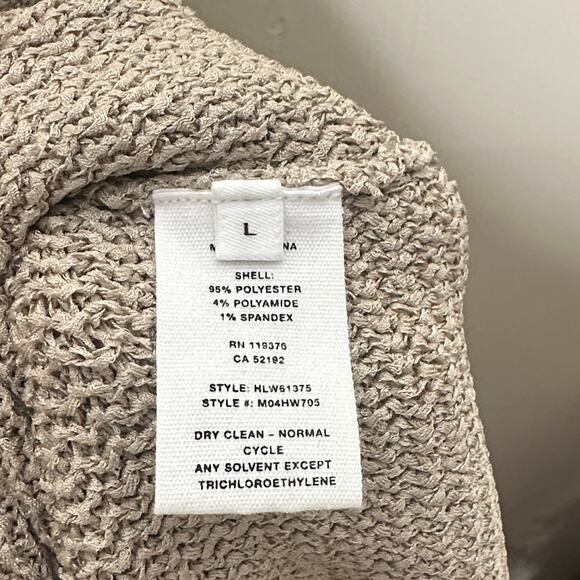 L
SHELL:
95% POLYESTER
4% POLYAMIDE
1% SPANDEX
RN 119376
CA 52192
STYLE: HLW61375
STYLE #: M04HW705
DRY CLEAN - NORMAL
CYCLE
ANY SOLVENT EXCEPT
TRICHLOROETHYLENE